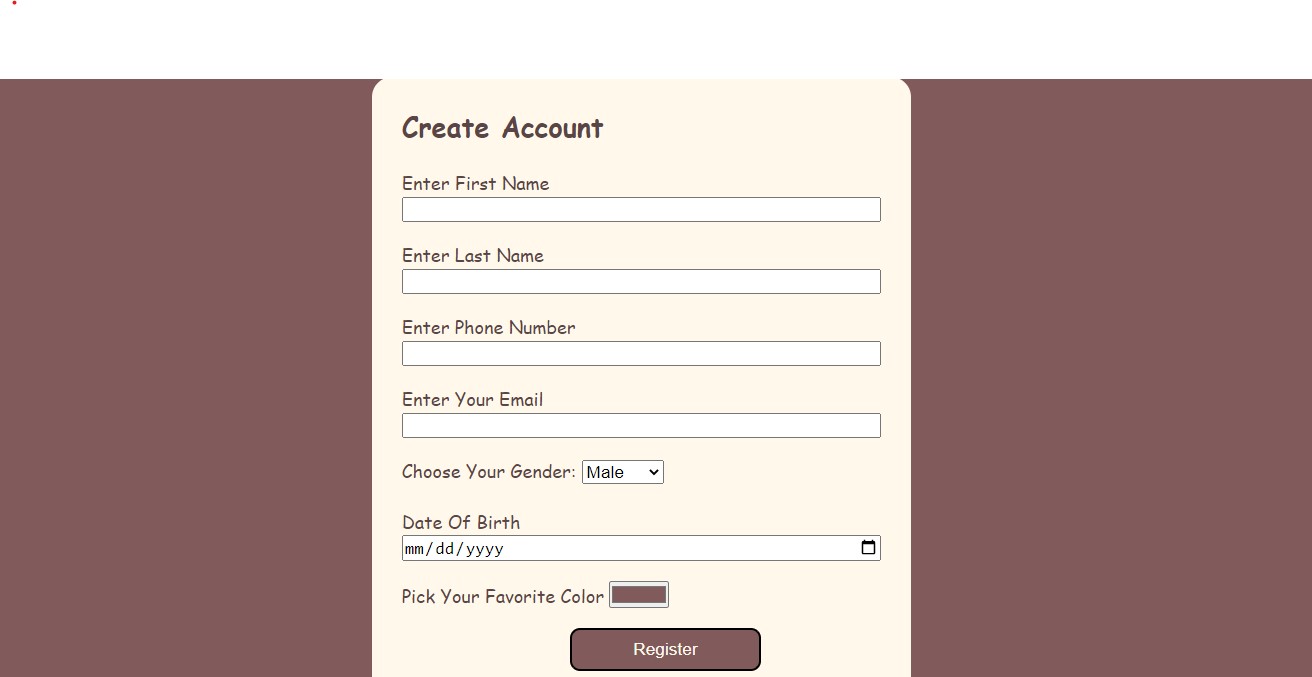 Create Account
Enter First Name
Enter Last Name
Enter Phone Number
Enter Your Email
Choose Your Gender: Male
Date Of Birth
mm/dd/yyyy
Pick Your Favorite Color
Register